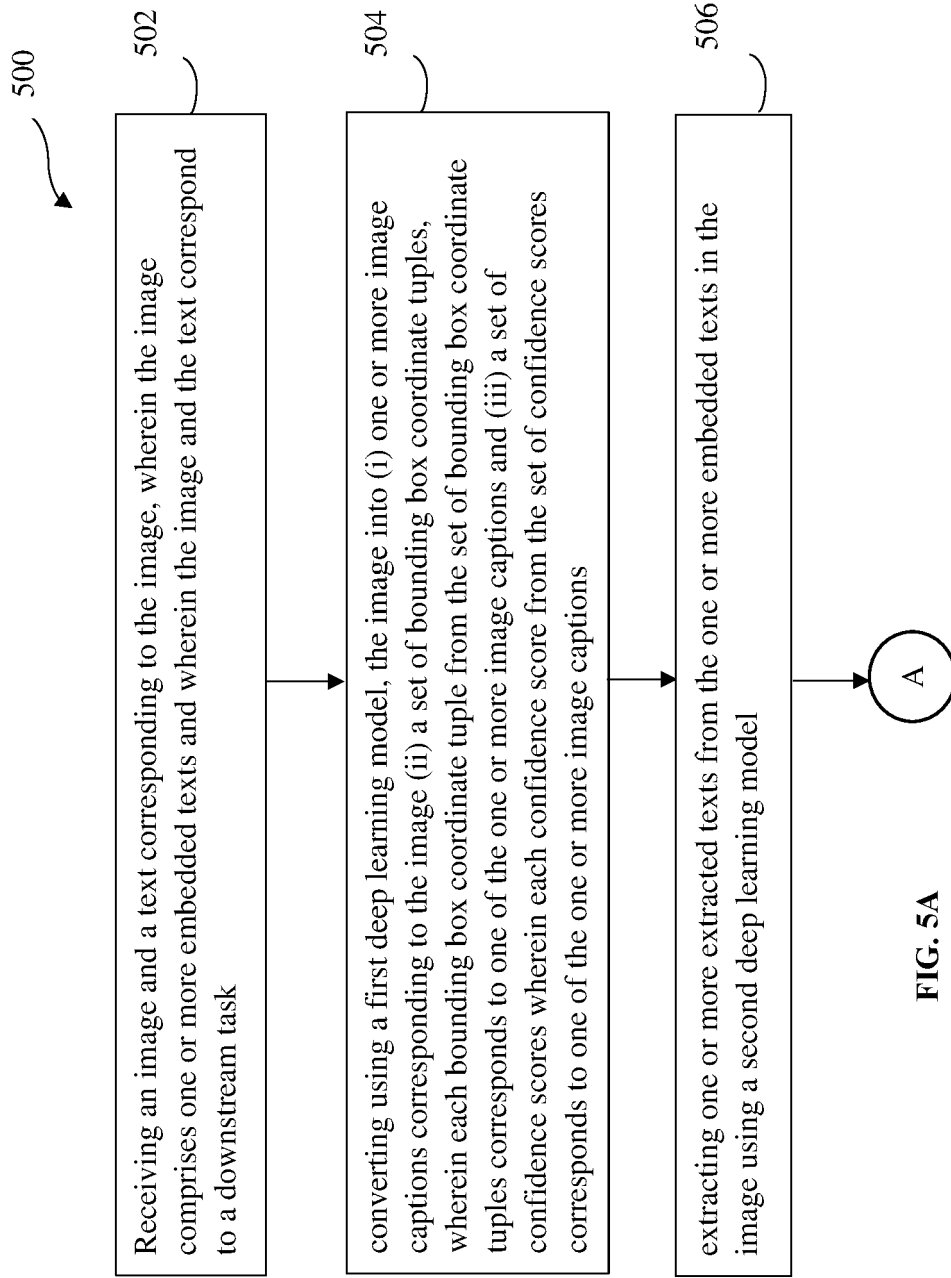 500
502
Receiving an image and a text corresponding to the image, wherein the image
comprises one or more embedded texts and wherein the image and the text correspond
to a downstream task
504
converting using a first deep learning model, the image into (i) one or more image
captions corresponding to the image (ii) a set of bounding box coordinate tuples,
wherein each bounding box coordinate tuple from the set of bounding box coordinate
tuples corresponds to one of the one or more image captions and (iii) a set of
confidence scores wherein each confidence score from the set of confidence scores
corresponds to one of the one or more image captions
506
extracting one or more extracted texts from the one or more embedded texts in the
image using a second deep learning model
A
FIG. 5A